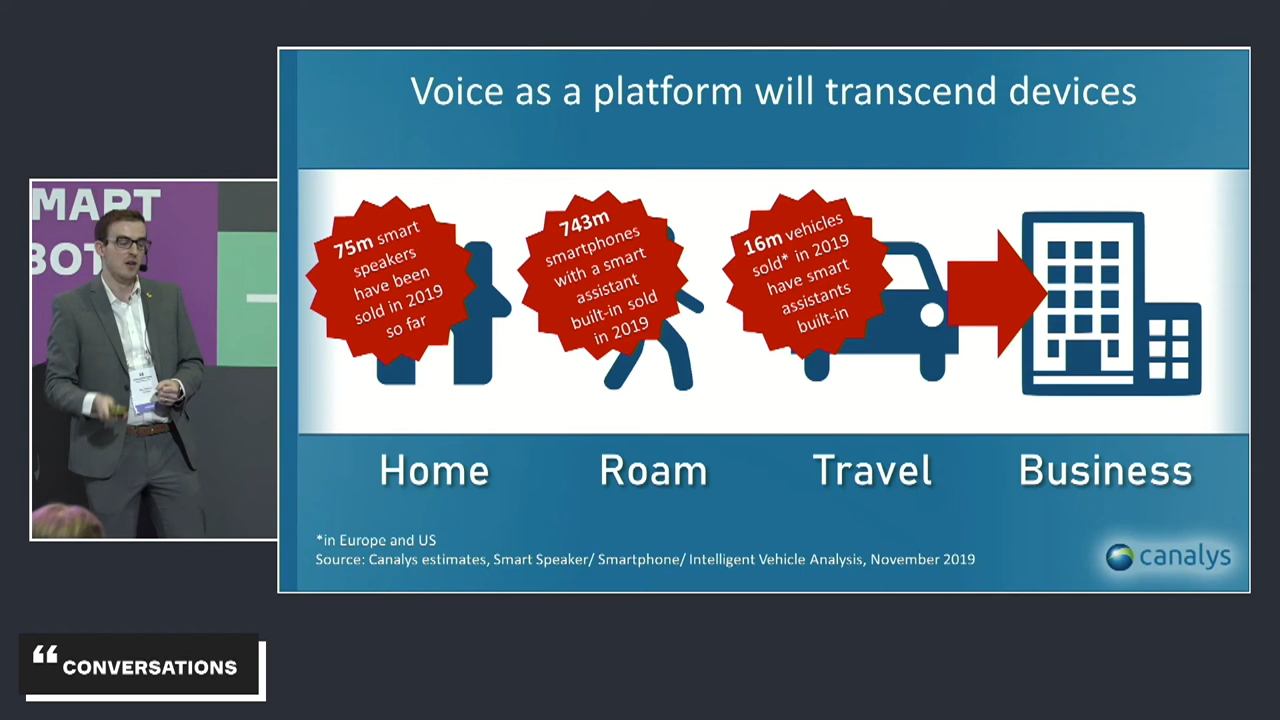 MART
BOT
Voice as a platform will transcend devices
75m smart
speakers
have been
sold in 2019
so far
743m
smartphones
with a smart
assistant
built-in sold
in 2019
16m vehicles
sold* in 2019
have smart
assistants
built-in
Home
Roam
Travel
Business
*in Europe and US
Source: Canalys estimates, Smart Speaker/ Smartphone/ Intelligent Vehicle Analysis, November 2019
canalys
“ CONVERSATIONS